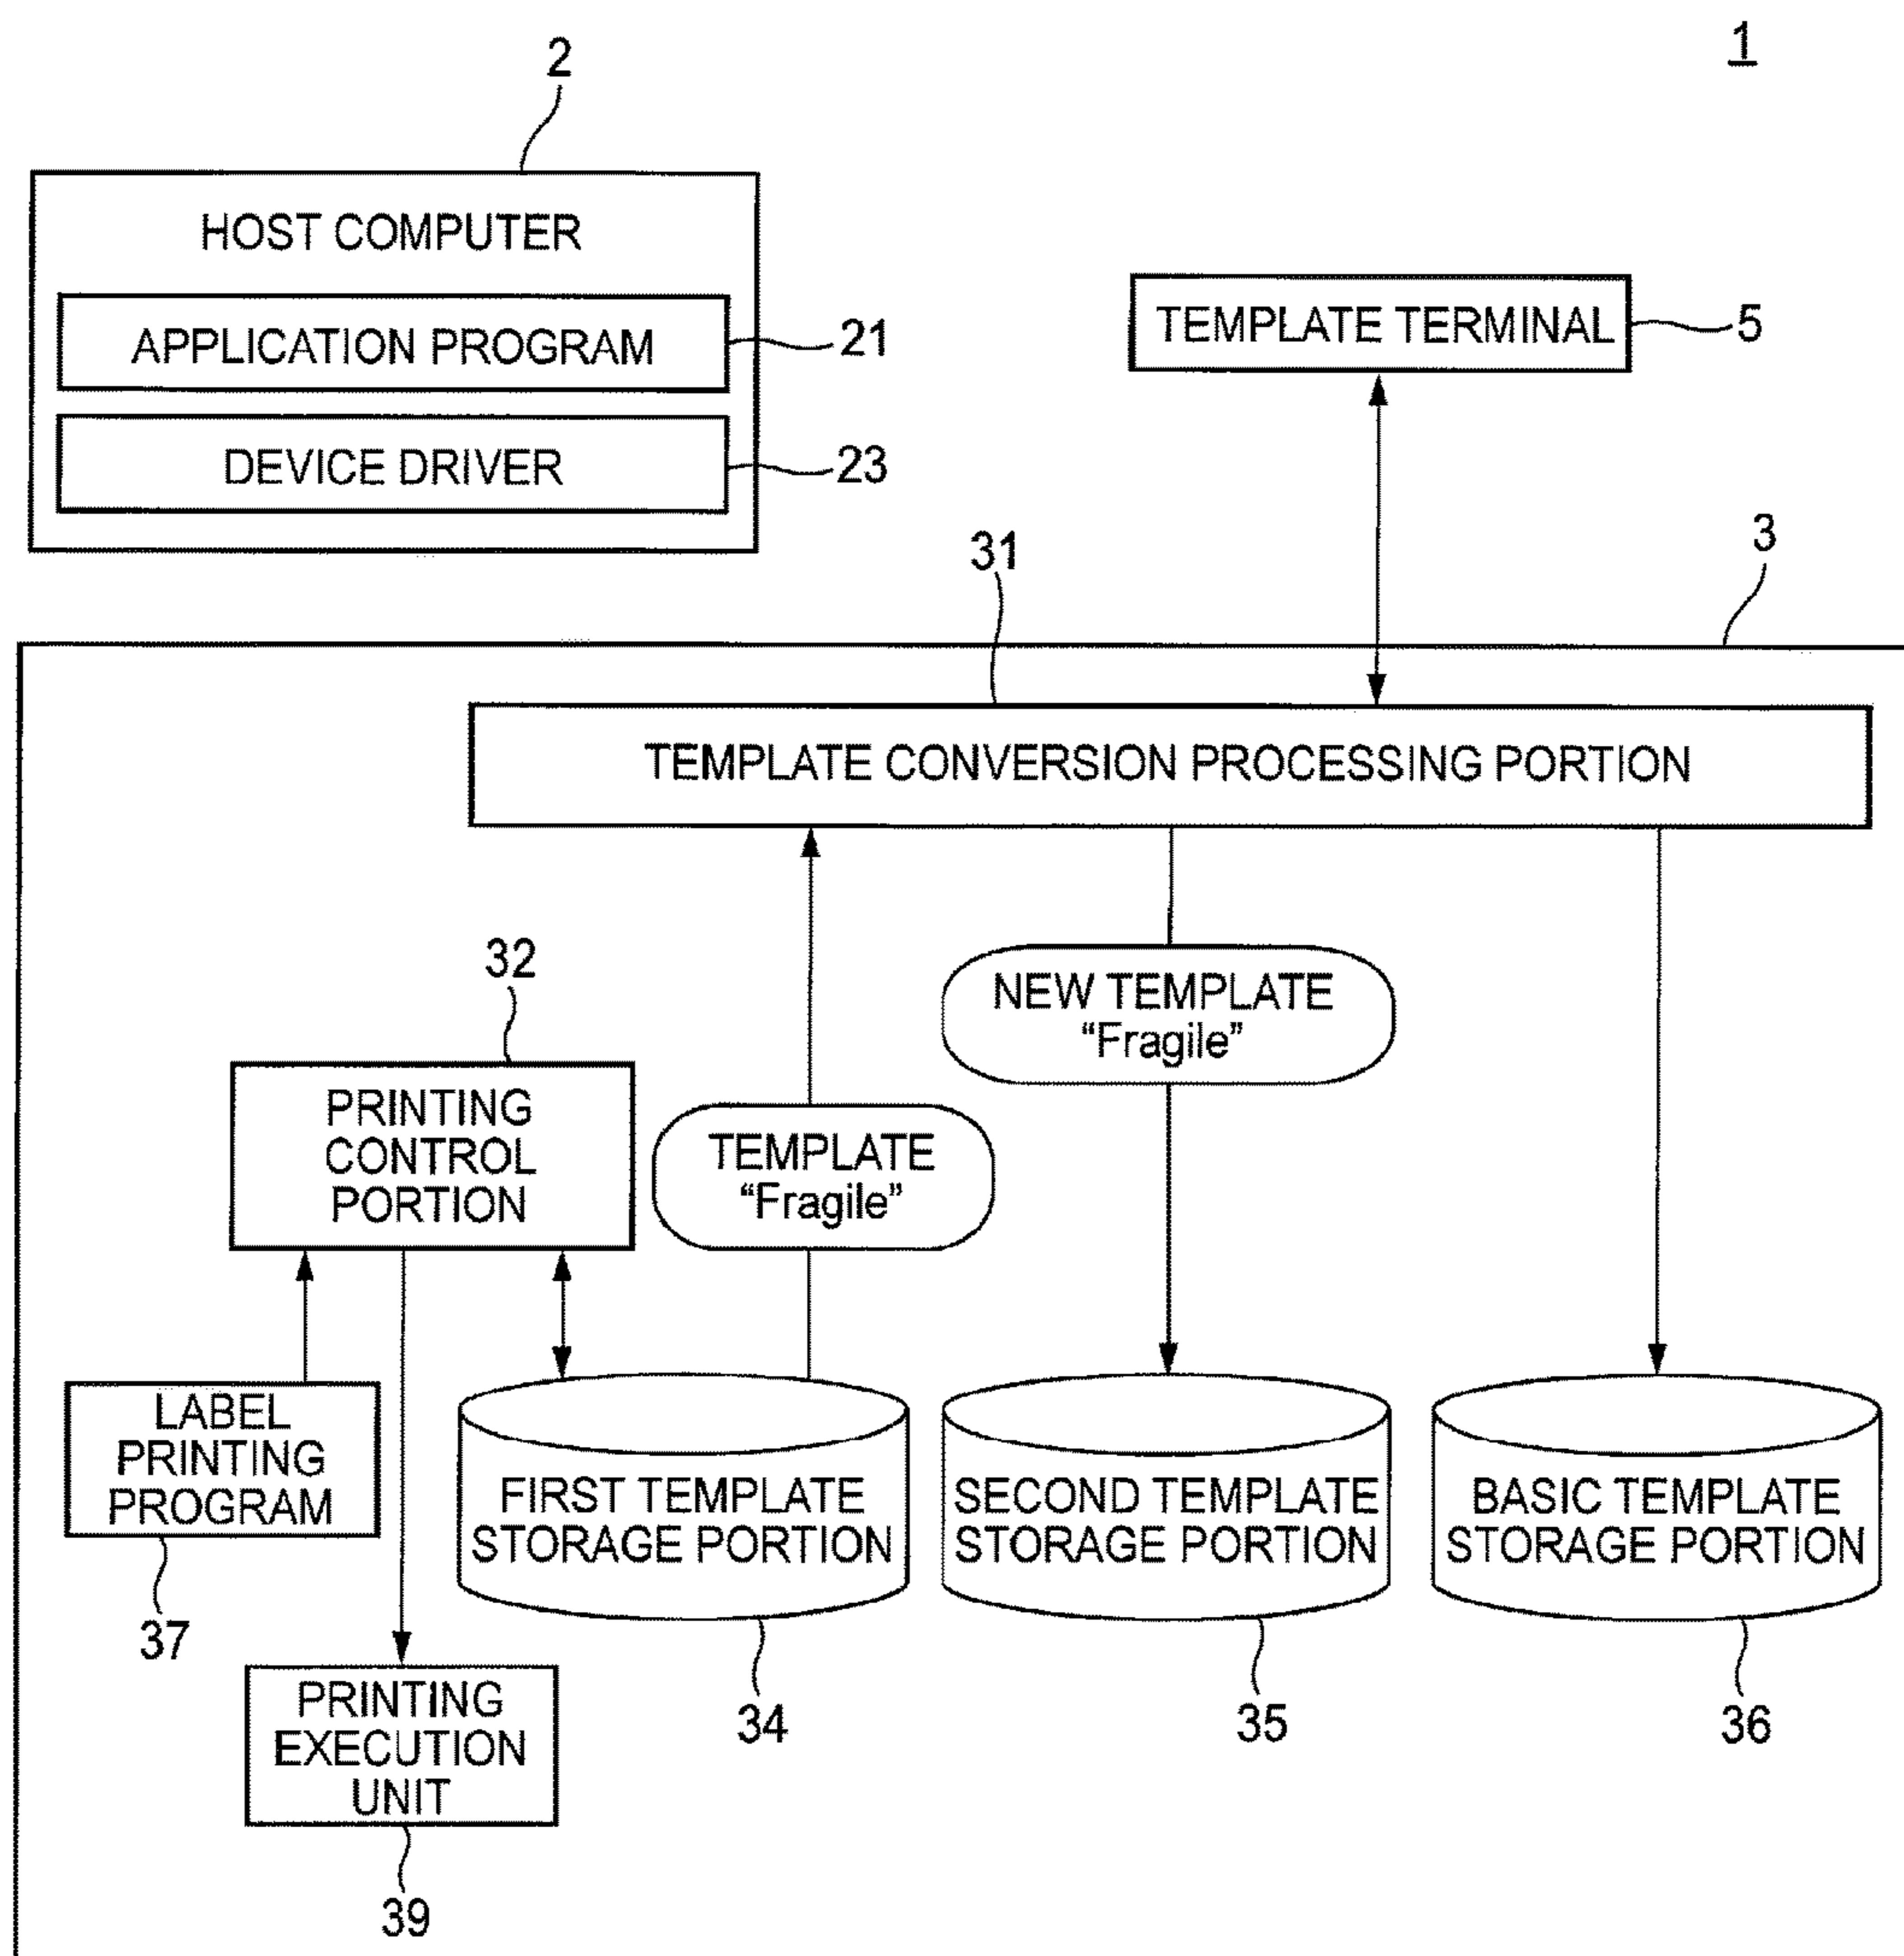 1
2
HOST COMPUTER
APPLICATION PROGRAM
21
DEVICE DRIVER
23
TEMPLATE TERMINAL
5
3
31
TEMPLATE CONVERSION PROCESSING PORTION
NEW TEMPLATE
“Fragile”
32
PRINTING
CONTROL
PORTION
TEMPLATE
“Fragile”
LABEL
PRINTING
PROGRAM
37
FIRST TEMPLATE
STORAGE PORTION
34
SECOND TEMPLATE
STORAGE PORTION
35
BASIC TEMPLATE
STORAGE PORTION
36
PRINTING
EXECUTION
UNIT
39